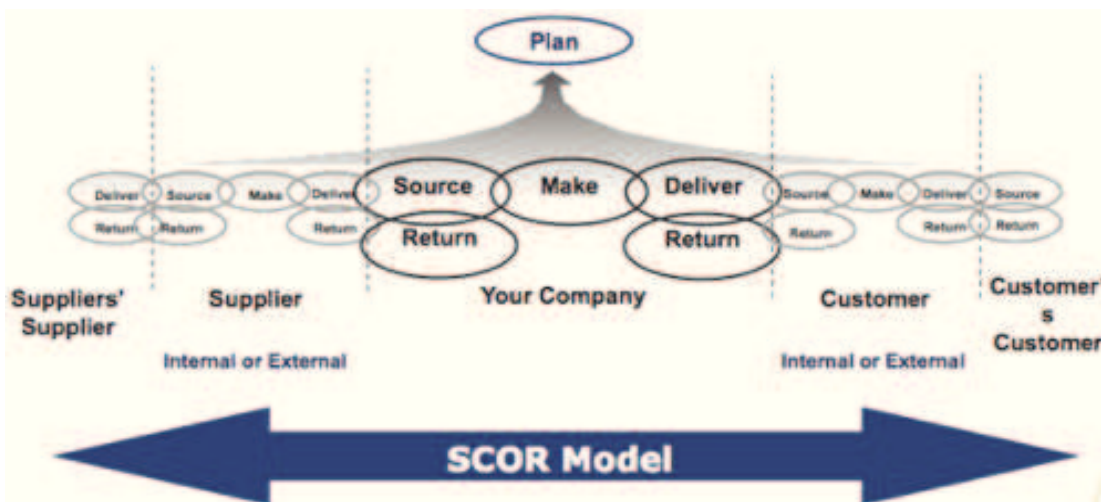 Plan
Deliver Source Make Deliver Source Make Deliver Source Make Deliver Source
Return Return Return Return Return Return Return Return
Suppliers' Supplier Your Company Customer Customer'
Supplier s
Customer
Internal or External Internal or External
SCOR Model